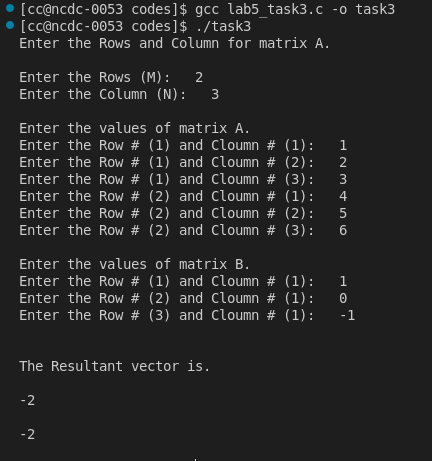 [cc@ncdc-0053 codes]$ gcc lab5_task3.c -o task3
[cc@ncdc-0053 codes]$ ./task3
Enter the Rows and Column for matrix A.
Enter the Rows (M):   2
Enter the Column (N):   3
Enter the values of matrix A.
Enter the Row # (1) and Cloumn # (1):   1
Enter the Row # (1) and Cloumn # (2):   2
Enter the Row # (1) and Cloumn # (3):   3
Enter the Row # (2) and Cloumn # (1):   4
Enter the Row # (2) and Cloumn # (2):   5
Enter the Row # (2) and Cloumn # (3):   6
Enter the values of matrix B.
Enter the Row # (1) and Cloumn # (1):   1
Enter the Row # (2) and Cloumn # (1):   0
Enter the Row # (3) and Cloumn # (1):   -1
The Resultant vector is.
-2
-2